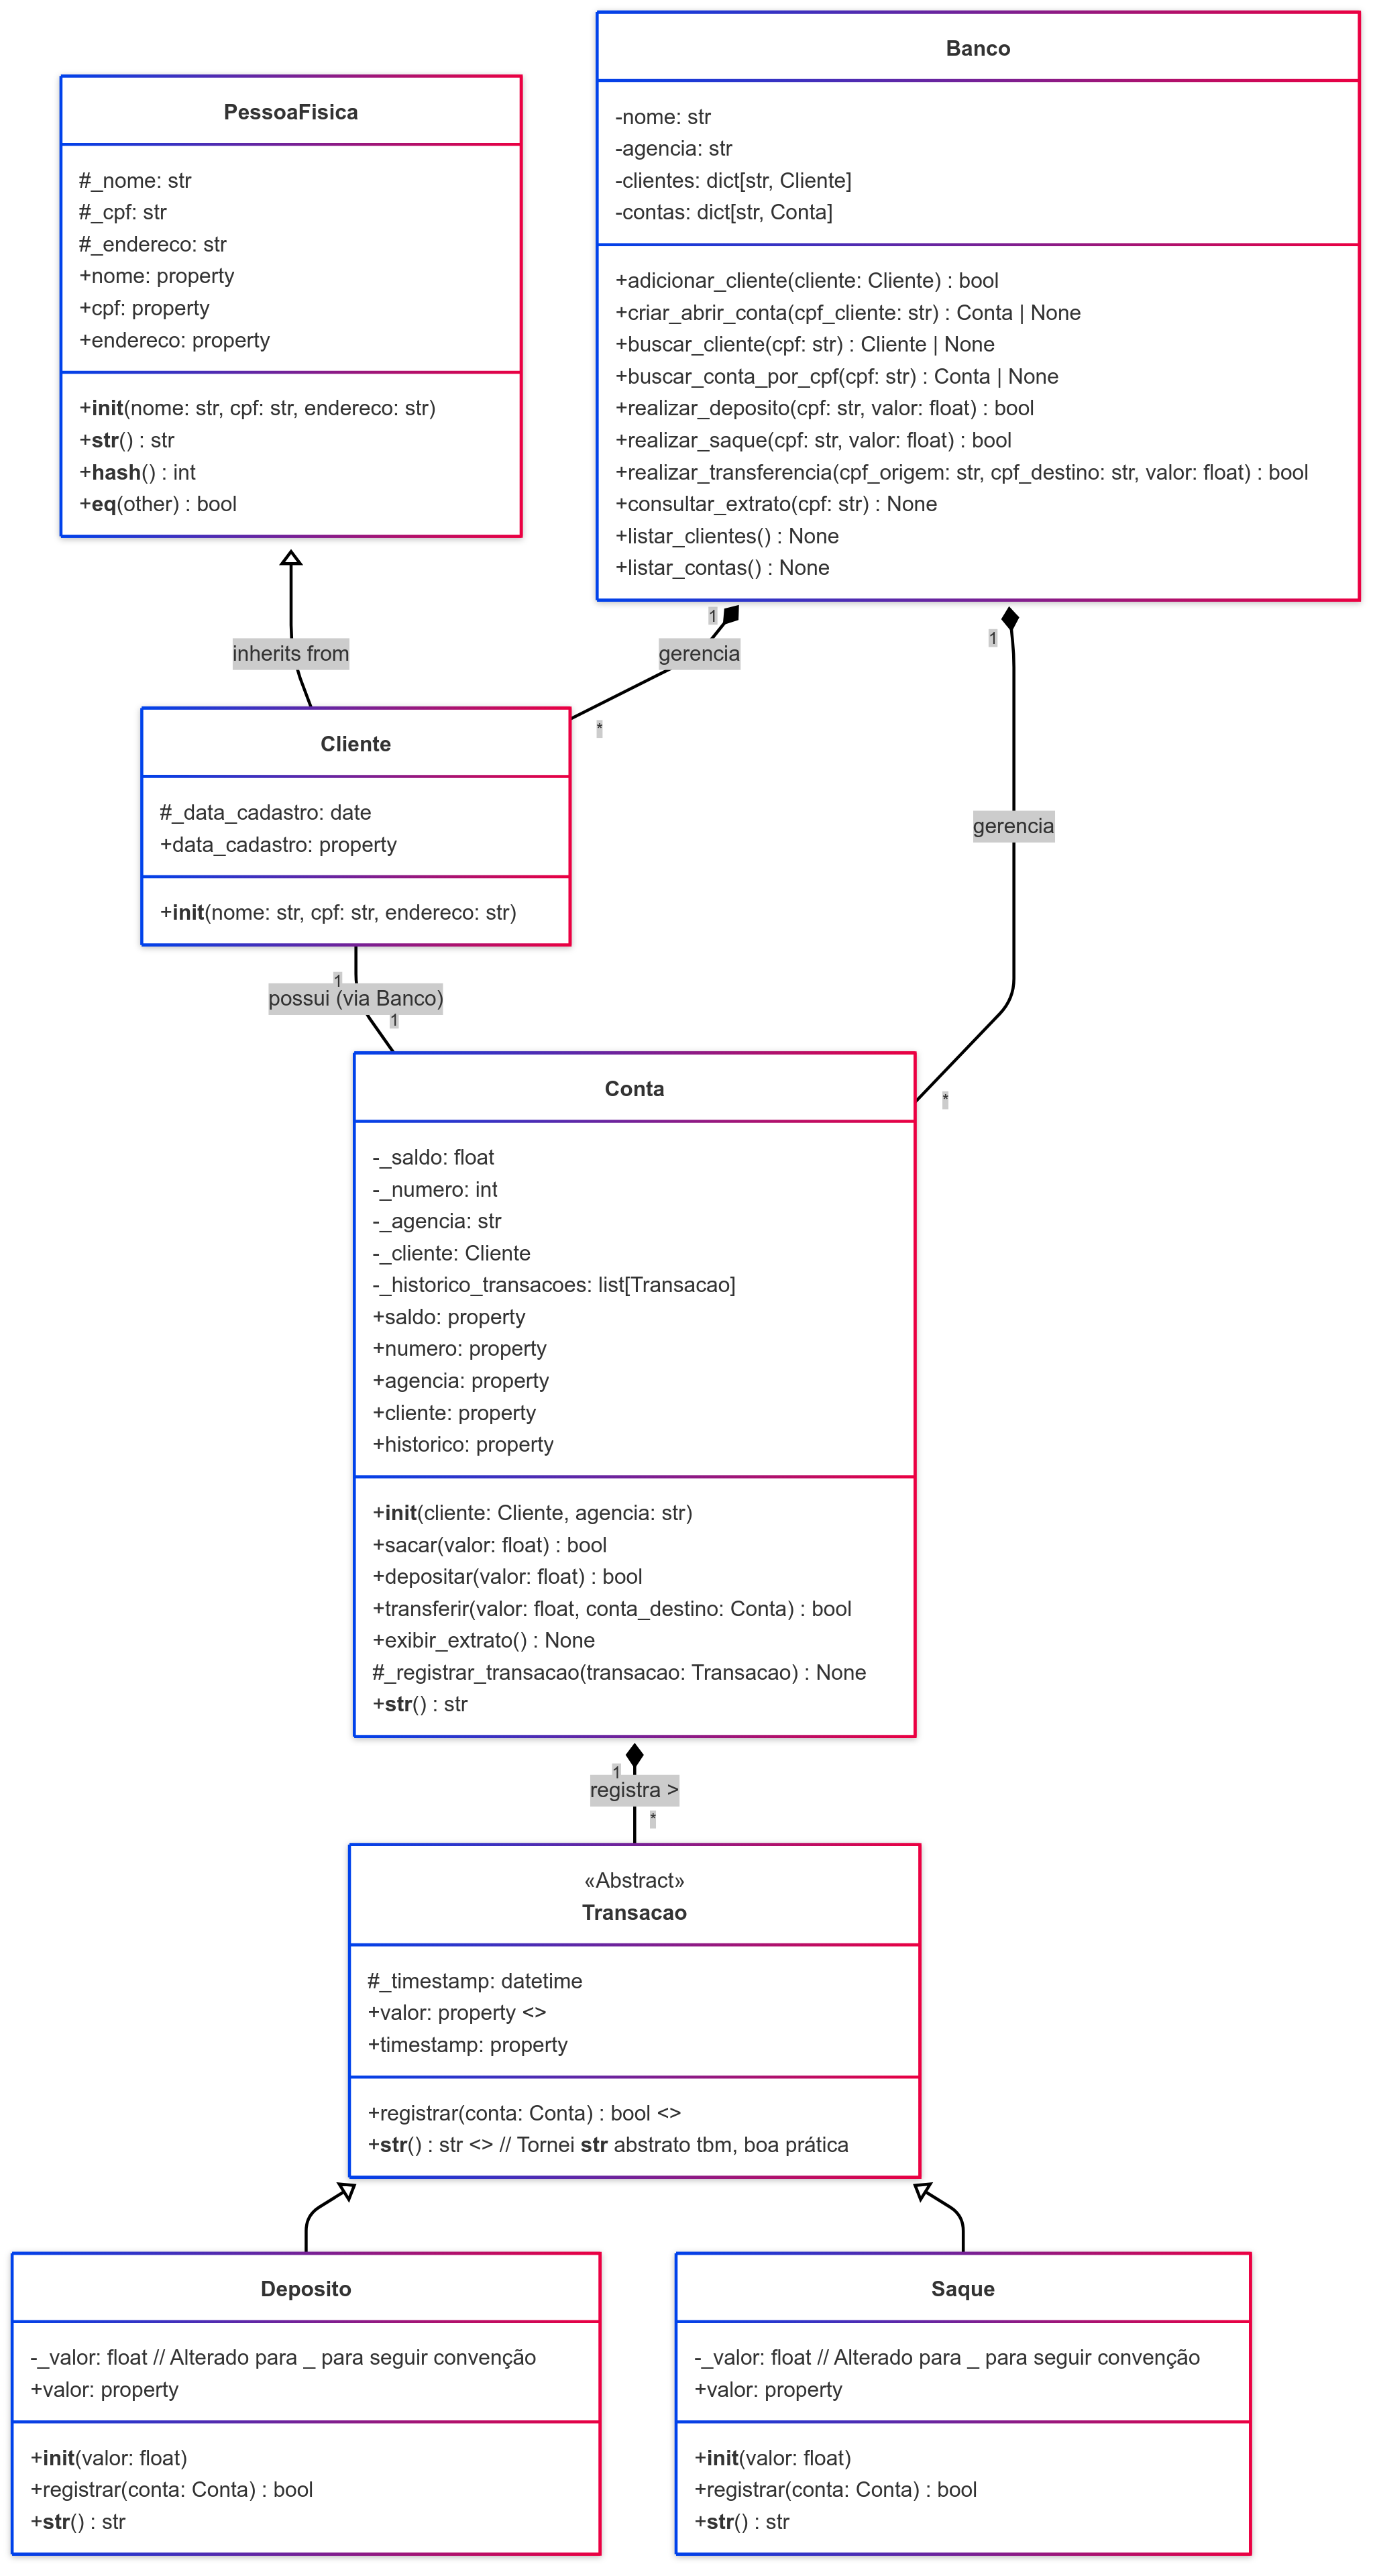 Banco
-nome: str
-agencia: str
-clientes: dict[str, Cliente]
-contas: dict[str, Conta]
+adicionar_cliente(cliente: Cliente) : bool
+criar_abrir_conta(cpf_cliente: str) : Conta | None
+buscar_cliente(cpf: str) : Cliente | None
+buscar_conta_por_cpf(cpf: str) : Conta | None
+realizar_deposito(cpf: str, valor: float) : bool
+realizar_saque(cpf: str, valor: float) : bool
+realizar_transferencia(cpf_origem: str, cpf_destino: str, valor: float) : bool
+consultar_extrato(cpf: str) : None
+listar_clientes() : None
+listar_contas() : None
PessoaFisica
#_nome: str
#_cpf: str
#_endereco: str
+nome: property
+cpf: property
+endereco: property
+init(nome: str, cpf: str, endereco: str)
+str() : str
+hash() : int
+eq(other) : bool
inherits from
1
gerencia
*
1
gerencia
*
Cliente
#_data_cadastro: date
+data_cadastro: property
+init(nome: str, cpf: str, endereco: str)
1
possui (via Banco)
1
Conta
-_saldo: float
-_numero: int
-_agencia: str
-_cliente: Cliente
-_historico_transacoes: list[Transacao]
+saldo: property
+numero: property
+agencia: property
+cliente: property
+historico: property
+init(cliente: Cliente, agencia: str)
+sacar(valor: float) : bool
+depositar(valor: float) : bool
+transferir(valor: float, conta_destino: Conta) : bool
+exibir_extrato() : None
#_registrar_transacao(transacao: Transacao) : None
+str() : str
1
registra >
*
«Abstract»
Transacao
#_timestamp: datetime
+valor: property <>
+timestamp: property
+registrar(conta: Conta) : bool <>
+str() : str <> // Tornei str abstrato tbm, boa prática
Deposito
-_valor: float // Alterado para _ para seguir convenção
+valor: property
+init(valor: float)
+registrar(conta: Conta) : bool
+str() : str
Saque
-_valor: float // Alterado para _ para seguir convenção
+valor: property
+init(valor: float)
+registrar(conta: Conta) : bool
+str() : str